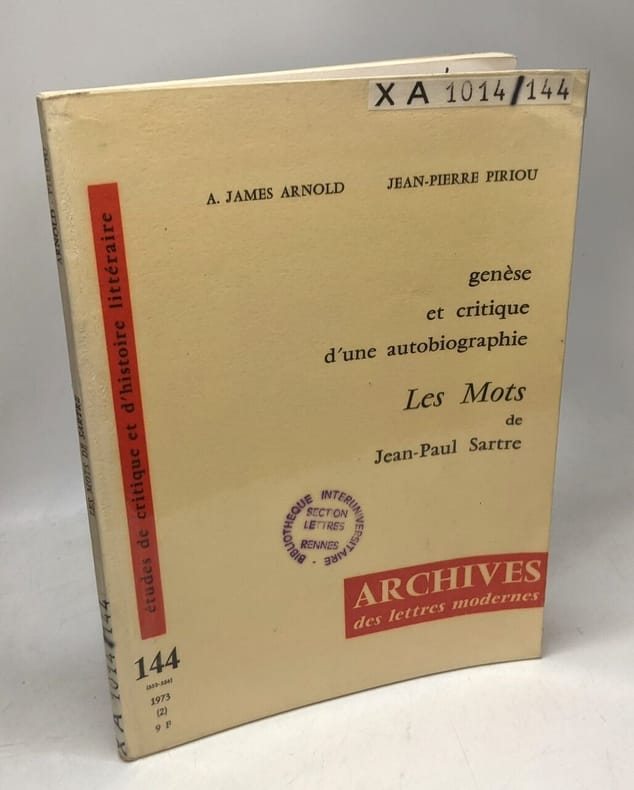 XA 1014/144
A. JAMES ARNOLD JEAN-PIERRE PIRIOU
études de critique et d'histoire littéraire
genèse
et critique
d'une autobiographie
Les Mots
de
Jean-Paul Sartre
BIBLIOTHEQUE INTERUNIVERSITAIRE -
SECTION
LETTRES
RENNES
ARCHIVES
des lettres modernes
144
1973
(2)
9 F
LES MOTS DE SARTRE
XA 1014/144